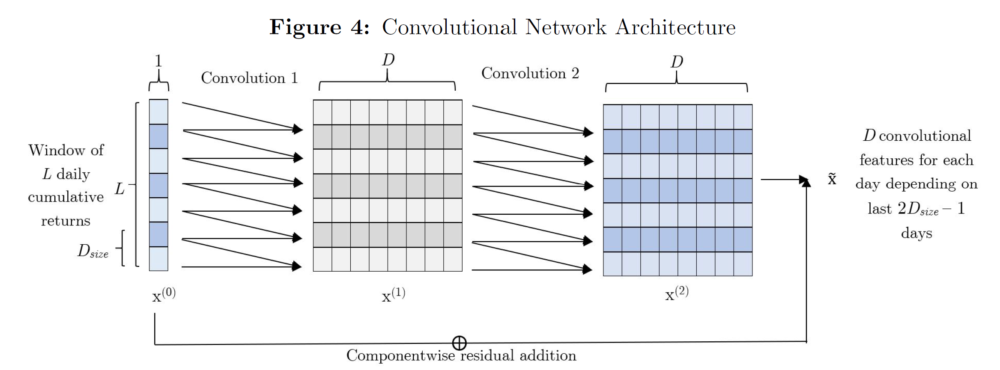 Figure 4: Convolutional Network Architecture
1
Convolution 1
D
Convolution 2
D
Window of
L daily
cumulative
returns
L
D_size
x^(0)
x^(1)
x^(2)
x̃
D convolutional
features for each
day depending on
last 2D_size – 1
days
⊕
Componentwise residual addition